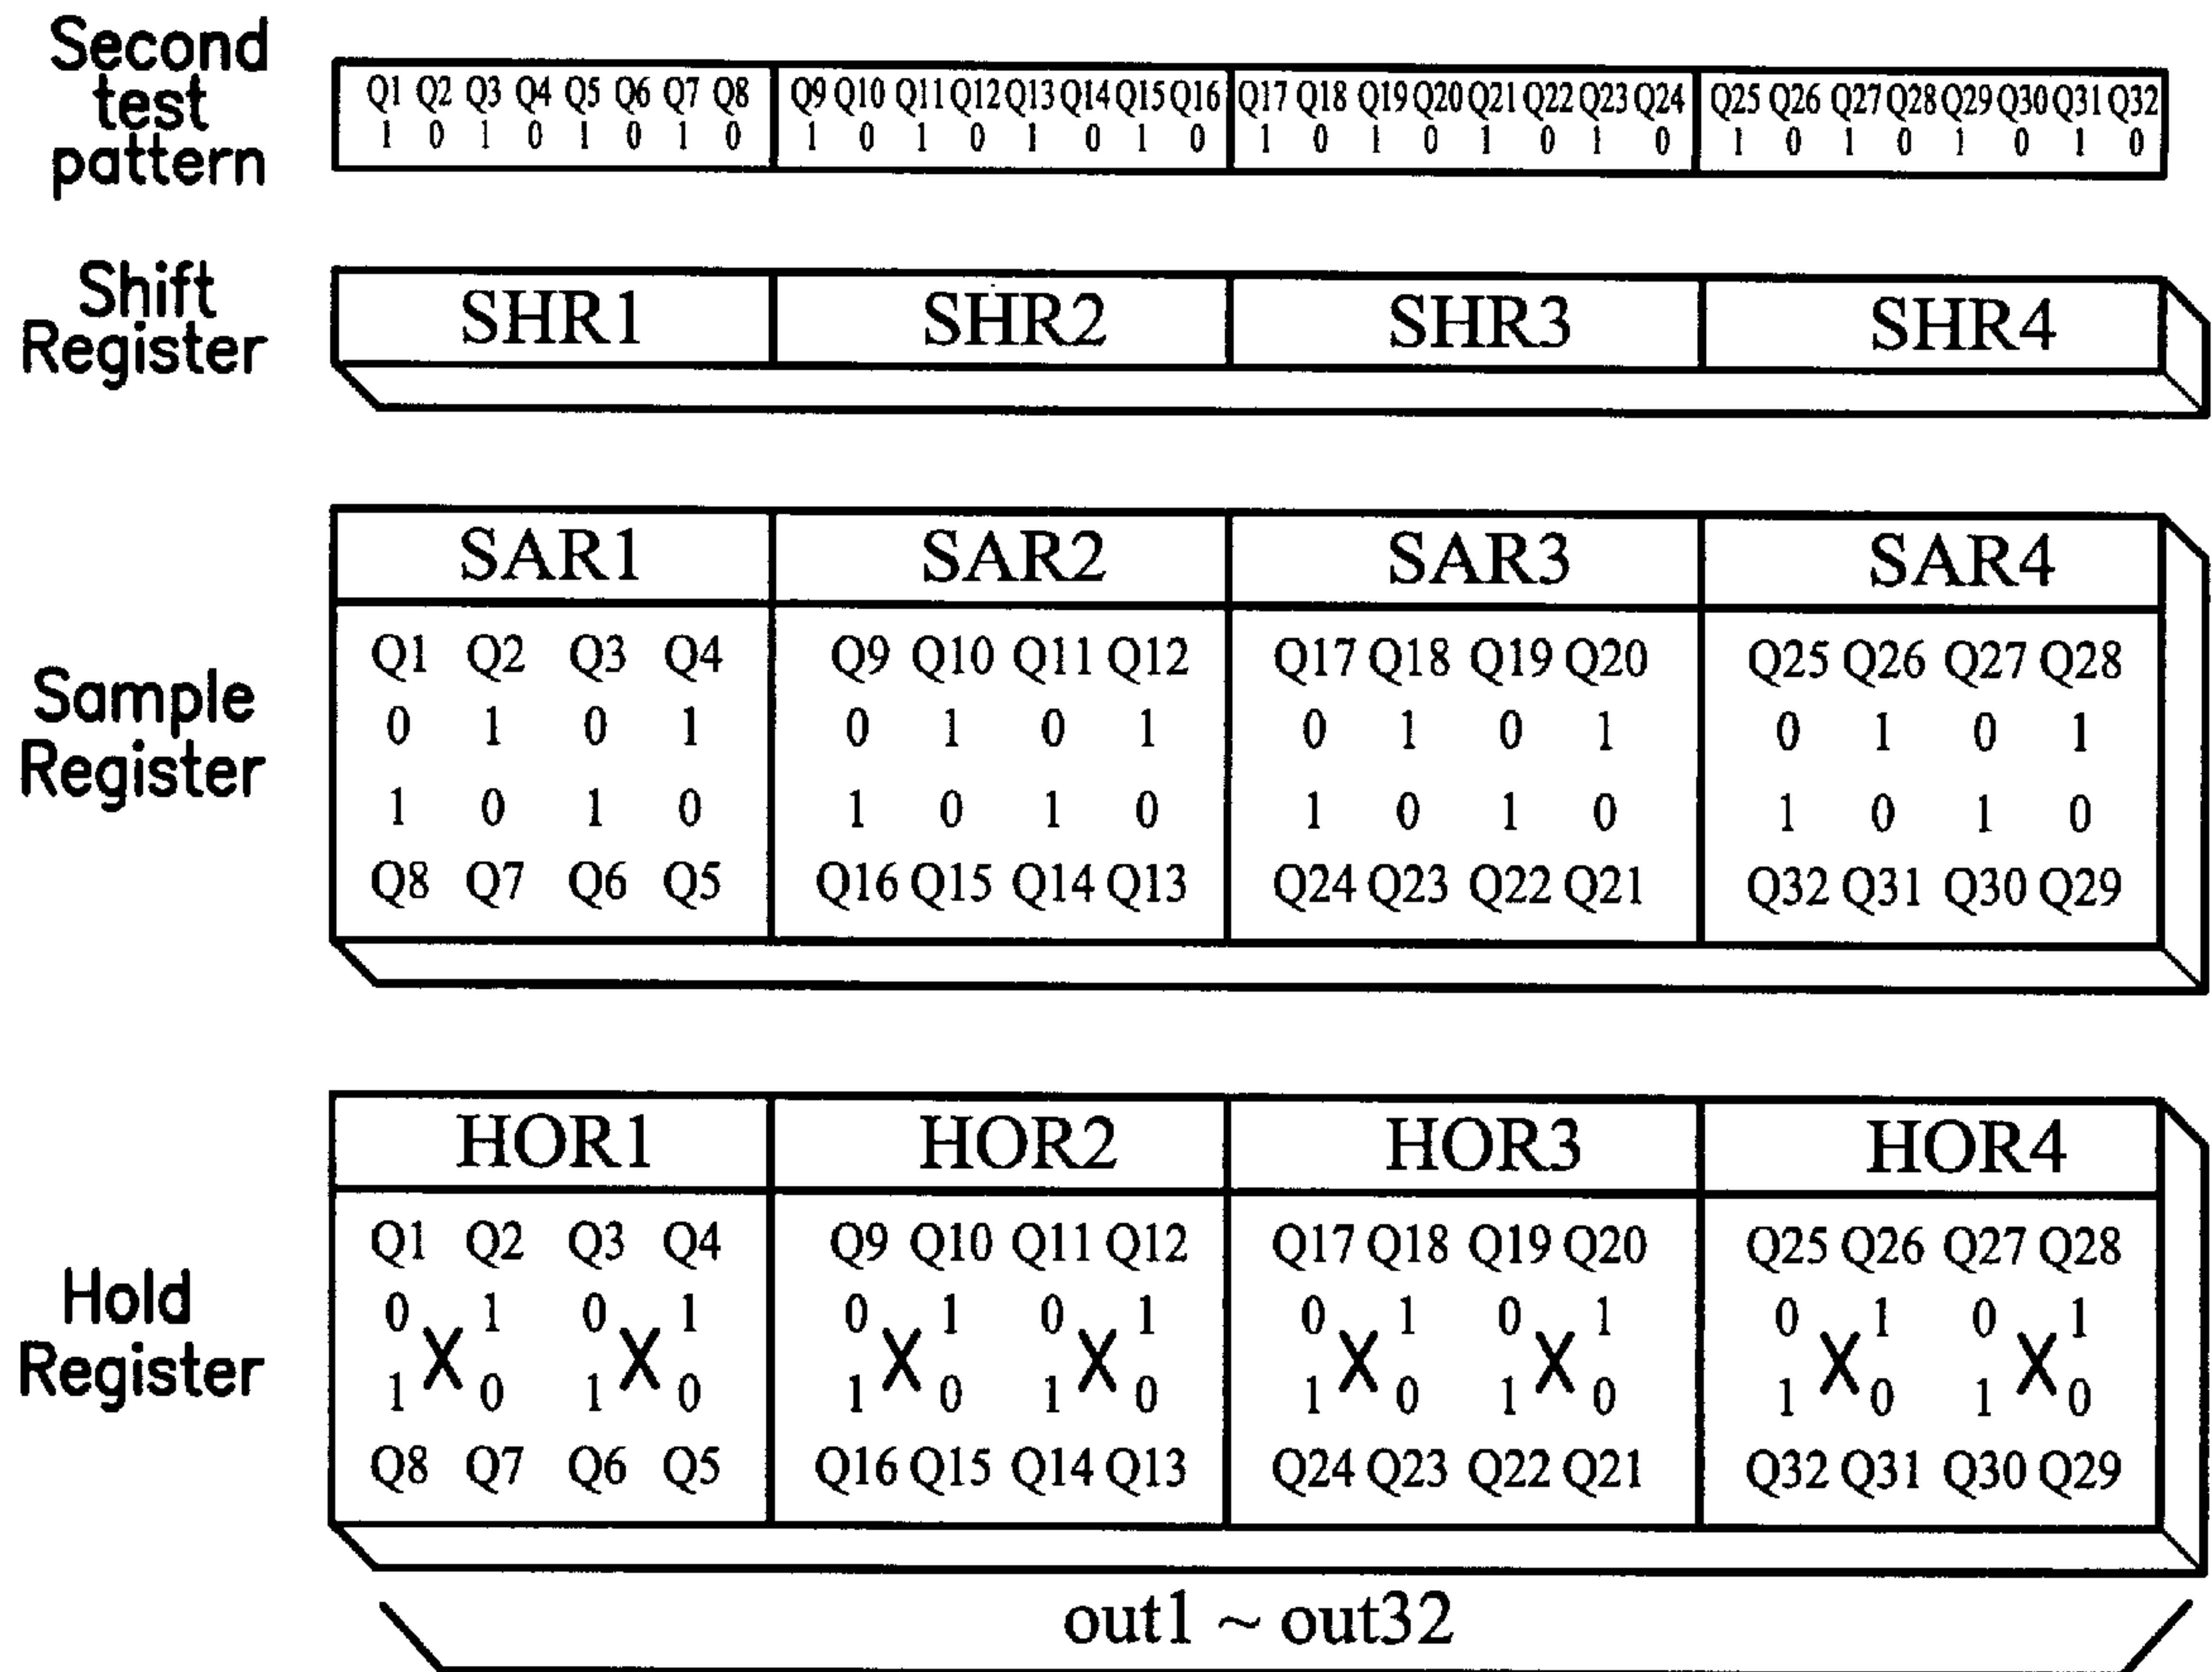 Second test pattern
Q1 Q2 Q3 Q4 Q5 Q6 Q7 Q8 Q9 Q10 Q11 Q12 Q13 Q14 Q15 Q16 Q17 Q18 Q19 Q20 Q21 Q22 Q23 Q24 Q25 Q26 Q27 Q28 Q29 Q30 Q31 Q32
1 0 1 0 1 0 1 0 1 0 1 0 1 0 1 0 1 0 1 0 1 0 1 0 1 0 1 0 1 0 1 0
Shift Register
SHR1 SHR2 SHR3 SHR4
Sample Register
SAR1 SAR2 SAR3 SAR4
Q1 Q2 Q3 Q4 Q9 Q10 Q11 Q12 Q17 Q18 Q19 Q20 Q25 Q26 Q27 Q28
0 1 0 1 0 1 0 1 0 1 0 1 0 1 0 1
1 0 1 0 1 0 1 0 1 0 1 0 1 0 1 0
Q8 Q7 Q6 Q5 Q16 Q15 Q14 Q13 Q24 Q23 Q22 Q21 Q32 Q31 Q30 Q29
Hold Register
HOR1 HOR2 HOR3 HOR4
Q1 Q2 Q3 Q4 Q9 Q10 Q11 Q12 Q17 Q18 Q19 Q20 Q25 Q26 Q27 Q28
0 1 0 1 0 1 0 1 0 1 0 1 0 1 0 1
X X X X X X X X
1 0 1 0 1 0 1 0 1 0 1 0 1 0 1 0
Q8 Q7 Q6 Q5 Q16 Q15 Q14 Q13 Q24 Q23 Q22 Q21 Q32 Q31 Q30 Q29
out1 ~ out32